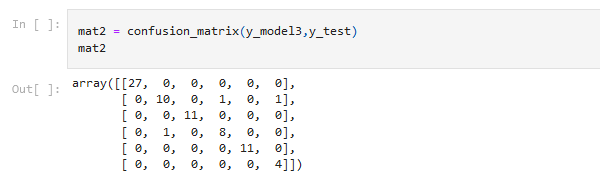 In [ ]:
mat2 = confusion_matrix(y_model3,y_test)
mat2
Out[ ]:
array([[27,  0,  0,  0,  0,  0],
       [ 0, 10,  0,  1,  0,  1],
       [ 0,  0, 11,  0,  0,  0],
       [ 0,  1,  0,  8,  0,  0],
       [ 0,  0,  0,  0, 11,  0],
       [ 0,  0,  0,  0,  0,  4]])